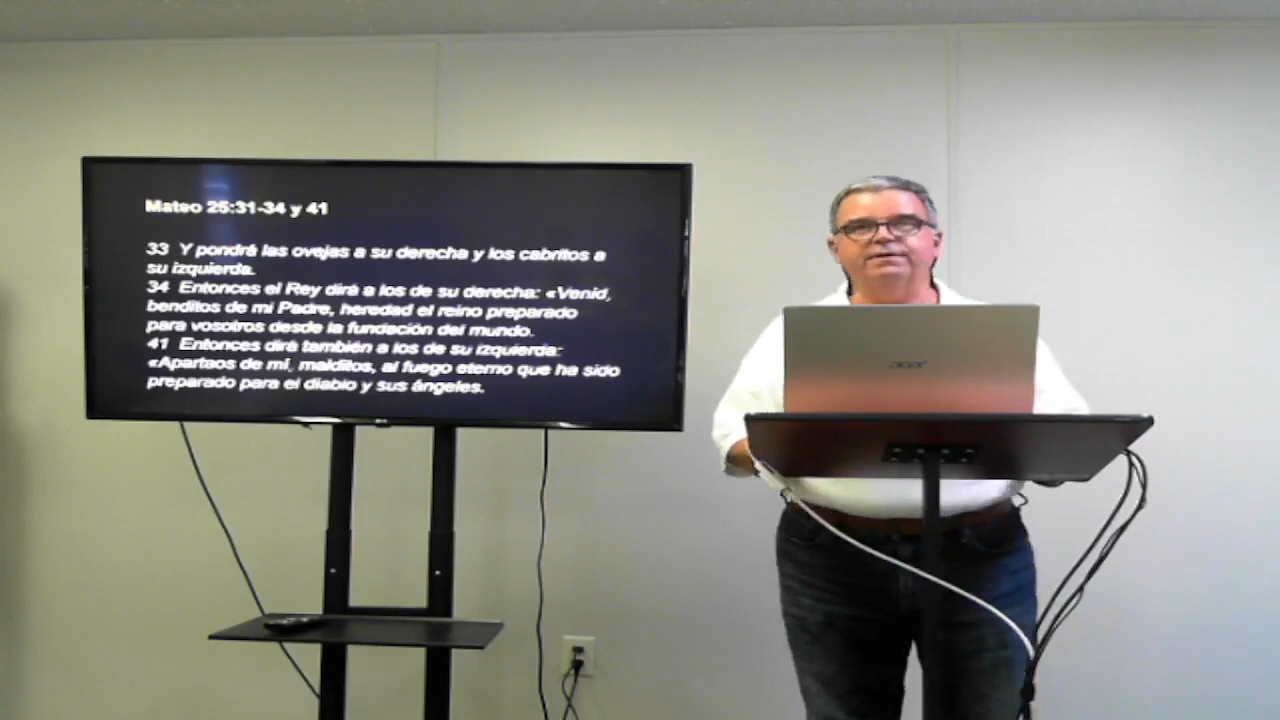 Mateo 25:31-34 y 41
33 Y pondrá las ovejas a su derecha y los cabritos a
su izquierda.
34 Entonces el Rey dirá a los de su derecha: «Venid,
benditos de mi Padre, heredad el reino preparado
para vosotros desde la fundación del mundo.
41 Entonces dirá también a los de su izquierda:
«Apartaos de mí, malditos, al fuego eterno que ha sido
preparado para el diablo y sus ángeles.
acer